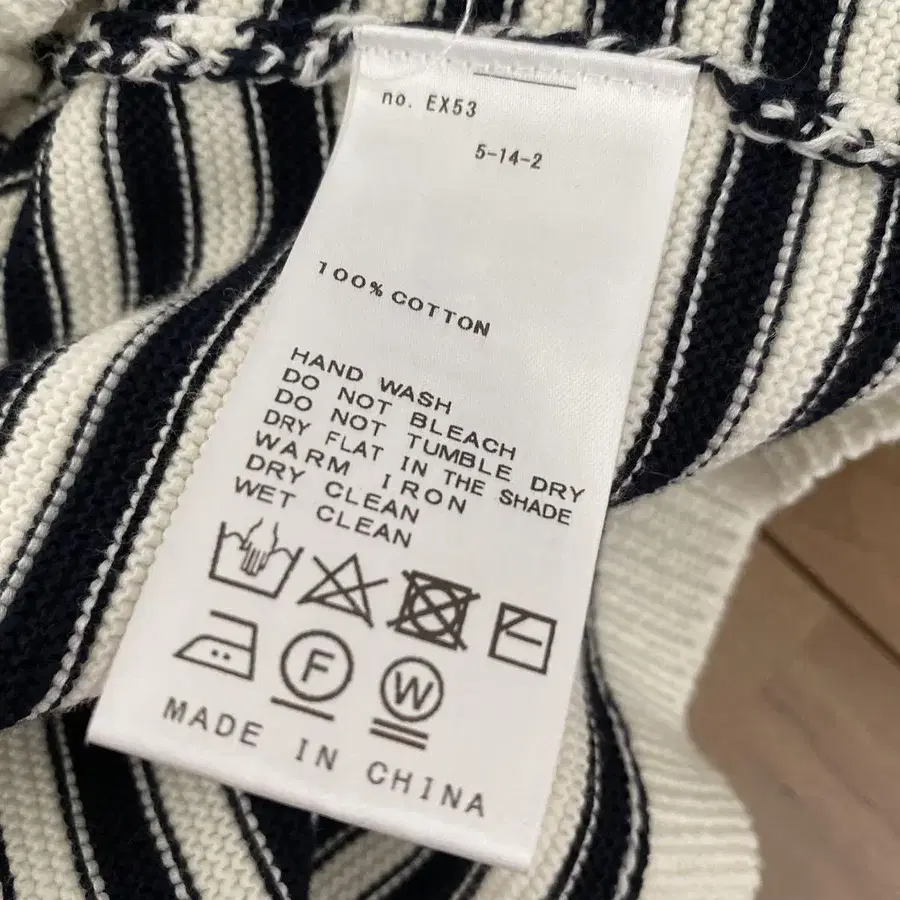 no. EX53
5-14-2
100% COTTON
HAND WASH
DO NOT BLEACH
DO NOT TUMBLE DRY
DRY FLAT IN THE SHADE
WARM IRON
DRY CLEAN
WET CLEAN
F
W
MADE IN CHINA